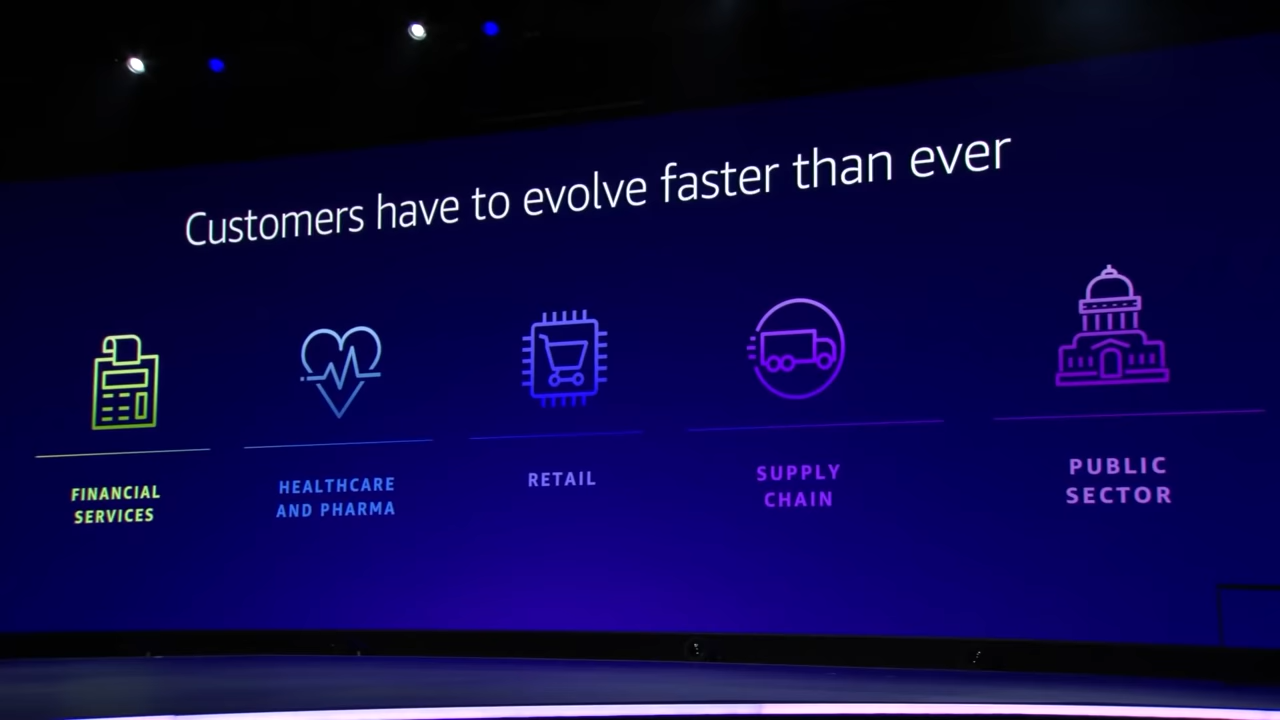 Customers have to evolve faster than ever
FINANCIAL
SERVICES
HEALTHCARE
AND PHARMA
RETAIL
SUPPLY
CHAIN
PUBLIC
SECTOR